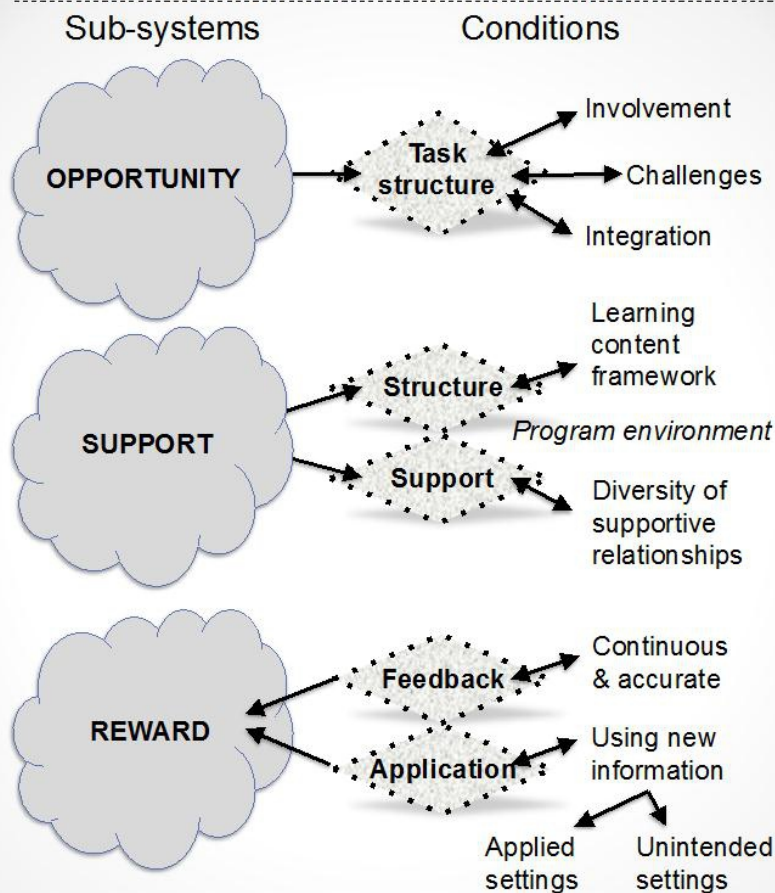 Sub-systems
Conditions
OPPORTUNITY
Task
structure
Involvement
Challenges
Integration
SUPPORT
Structure
Learning
content
framework
Program environment
Support
Diversity of
supportive
relationships
REWARD
Feedback
Continuous
& accurate
Application
Using new
information
Applied
settings
Unintended
settings